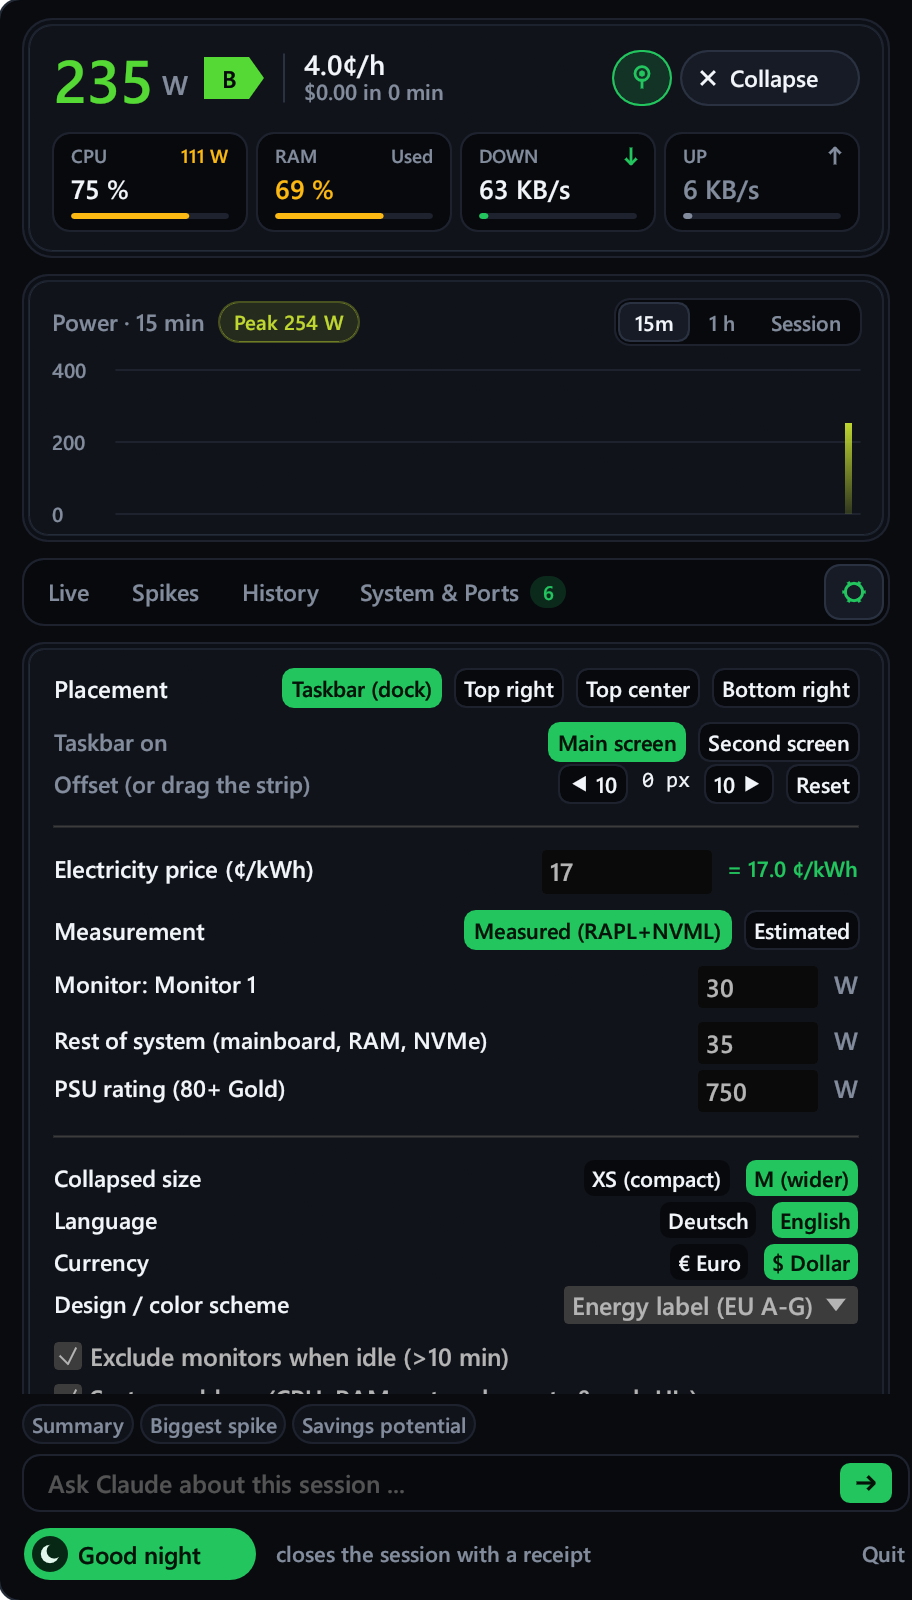 235 W B 4.0¢/h
$0.00 in 0 min
✕ Collapse
CPU 111 W
75 %
RAM Used
69 %
DOWN ↓
63 KB/s
UP ↑
6 KB/s
Power · 15 min Peak 254 W 15m 1 h Session
400
200
0
Live Spikes History System & Ports 6
Placement Taskbar (dock) Top right Top center Bottom right
Taskbar on Main screen Second screen
Offset (or drag the strip) ◀ 10 0 px 10 ▶ Reset
Electricity price (¢/kWh) 17 = 17.0 ¢/kWh
Measurement Measured (RAPL+NVML) Estimated
Monitor: Monitor 1 30 W
Rest of system (mainboard, RAM, NVMe) 35 W
PSU rating (80+ Gold) 750 W
Collapsed size XS (compact) M (wider)
Language Deutsch English
Currency € Euro $ Dollar
Design / color scheme Energy label (EU A-G) ▼
Exclude monitors when idle (>10 min)
Summary Biggest spike Savings potential
Ask Claude about this session ... →
Good night closes the session with a receipt Quit